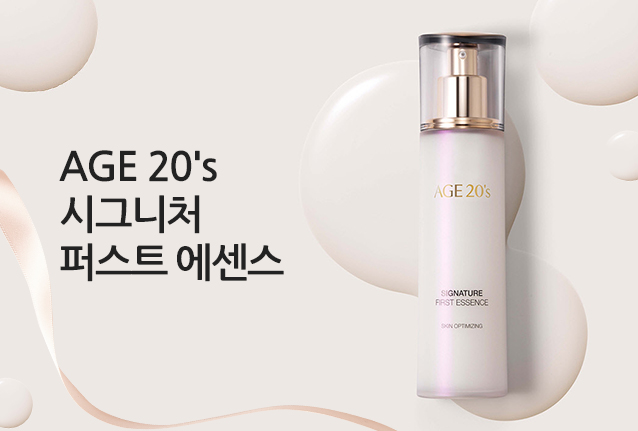 AGE 20's
시그니처
퍼스트 에센스
AGE 20's
SIGNATURE
FIRST ESSENCE
SKIN OPTIMIZING